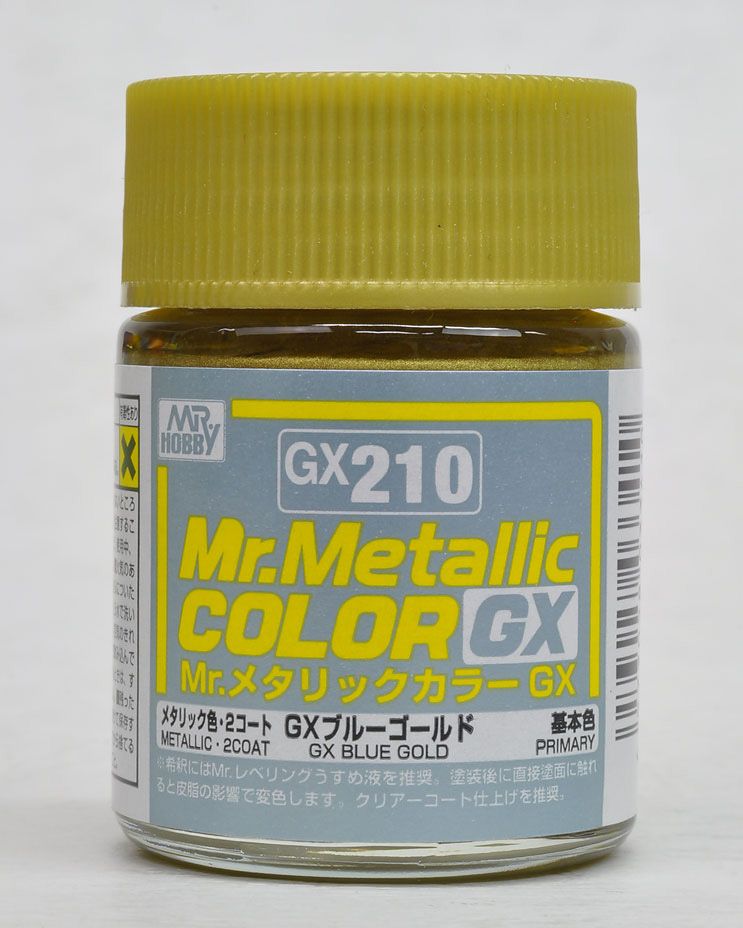 MR
HOBBY
GX210
Mr.Metallic
COLOR GX
Mr.メタリックカラー GX
メタリック色・2コート GXブルーゴールド 基本色
METALLIC・2COAT GX BLUE GOLD PRIMARY
※希釈にはMr.レベリングうすめ液を推奨。塗装後に直接塗面に触れ
ると皮脂の影響で変色します。クリアーコート仕上げを推奨。